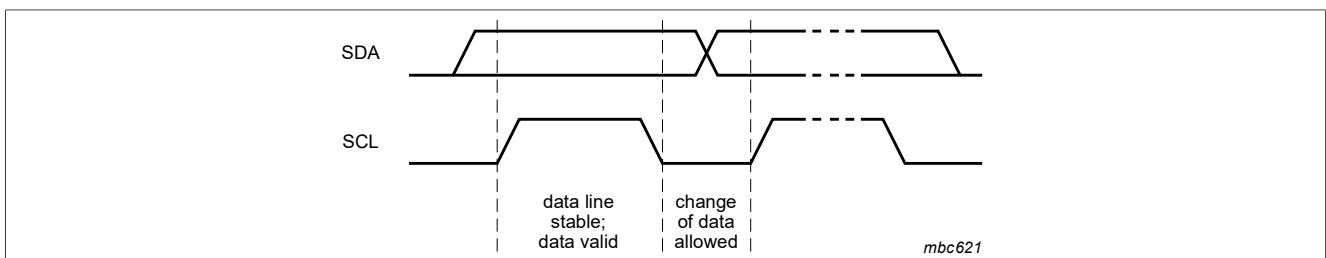 SDA
SCL
data line
stable;
data valid
change
of data
allowed
mbc621